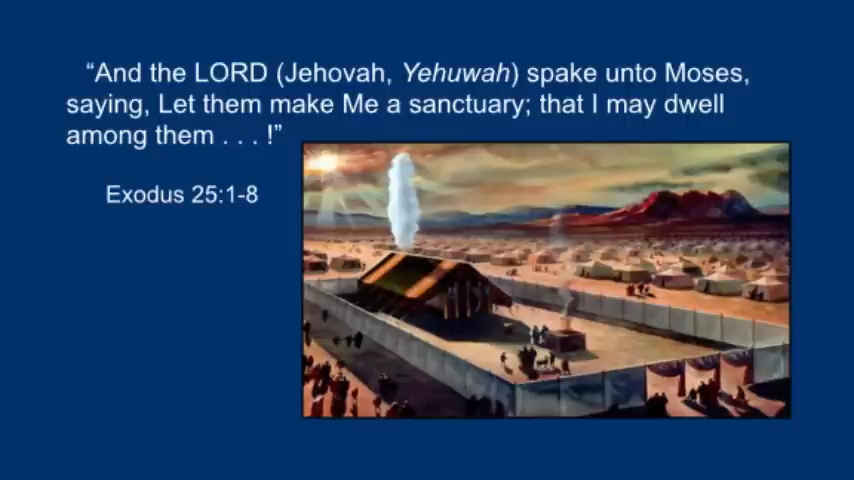 “And the LORD (Jehovah, Yehuwah) spake unto Moses,
saying, Let them make Me a sanctuary; that I may dwell
among them . . . !”
Exodus 25:1-8